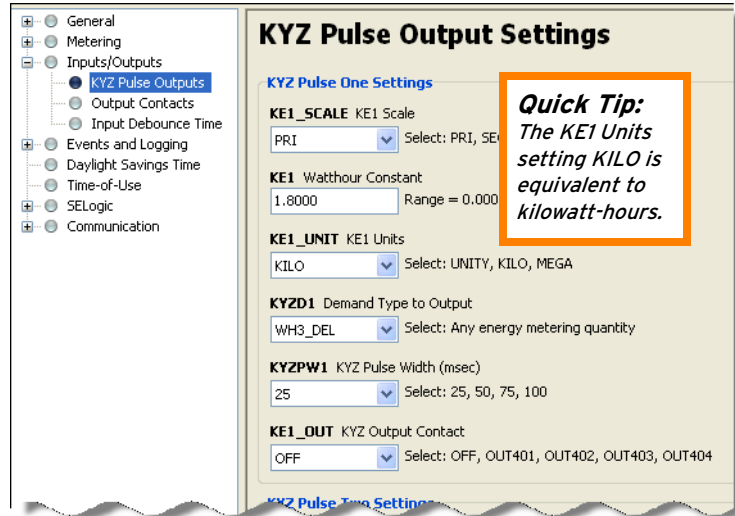 General
Metering
Inputs/Outputs
KYZ Pulse Outputs
Output Contacts
Input Debounce Time
Events and Logging
Daylight Savings Time
Time-of-Use
SELogic
Communication
KYZ Pulse Output Settings
KYZ Pulse One Settings
KE1_SCALE KE1 Scale
PRI Select: PRI,
KE1 Watthour Constant
1.8000 Range = 0.000
KE1_UNIT KE1 Units
KILO Select: UNITY, KILO, MEGA
KYZD1 Demand Type to Output
WH3_DEL Select: Any energy metering quantity
KYZPW1 KYZ Pulse Width (msec)
25 Select: 25, 50, 75, 100
KE1_OUT KYZ Output Contact
OFF Select: OFF, OUT401, OUT402, OUT403, OUT404
KYZ Pulse Two Settings
Quick Tip:
The KE1 Units
setting KILO is
equivalent to
kilowatt-hours.